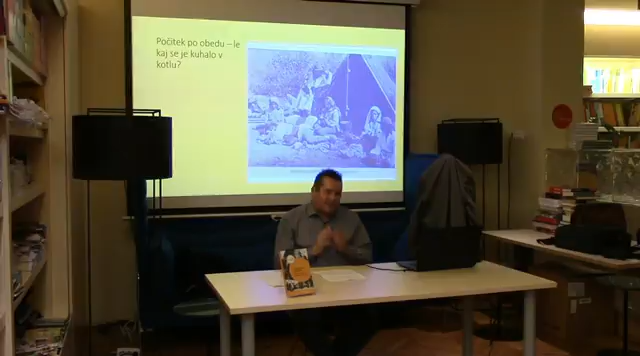 Počitek po obedu – le
kaj se je kuhalo v
kotlu?